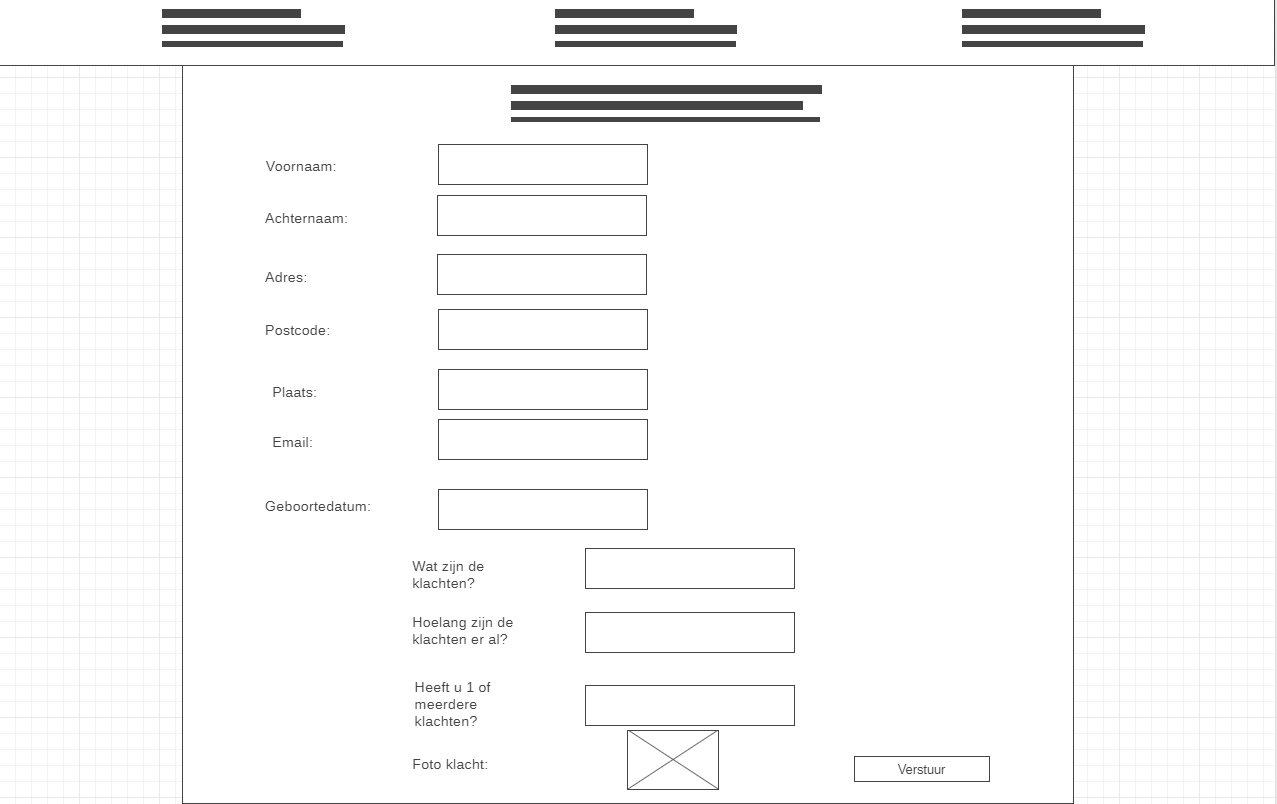 Voornaam:
Achternaam:
Adres:
Postcode:
Plaats:
Email:
Geboortedatum:
Wat zijn de
klachten?
Hoelang zijn de
klachten er al?
Heeft u 1 of
meerdere
klachten?
Foto klacht:
Verstuur